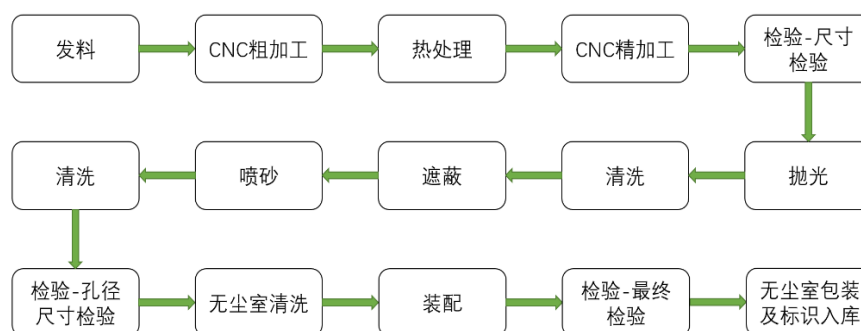 发料
CNC粗加工
热处理
CNC精加工
检验-尺寸
检验
抛光
清洗
遮蔽
喷砂
清洗
检验-孔径
尺寸检验
无尘室清洗
装配
检验-最终
检验
无尘室包装
及标识入库